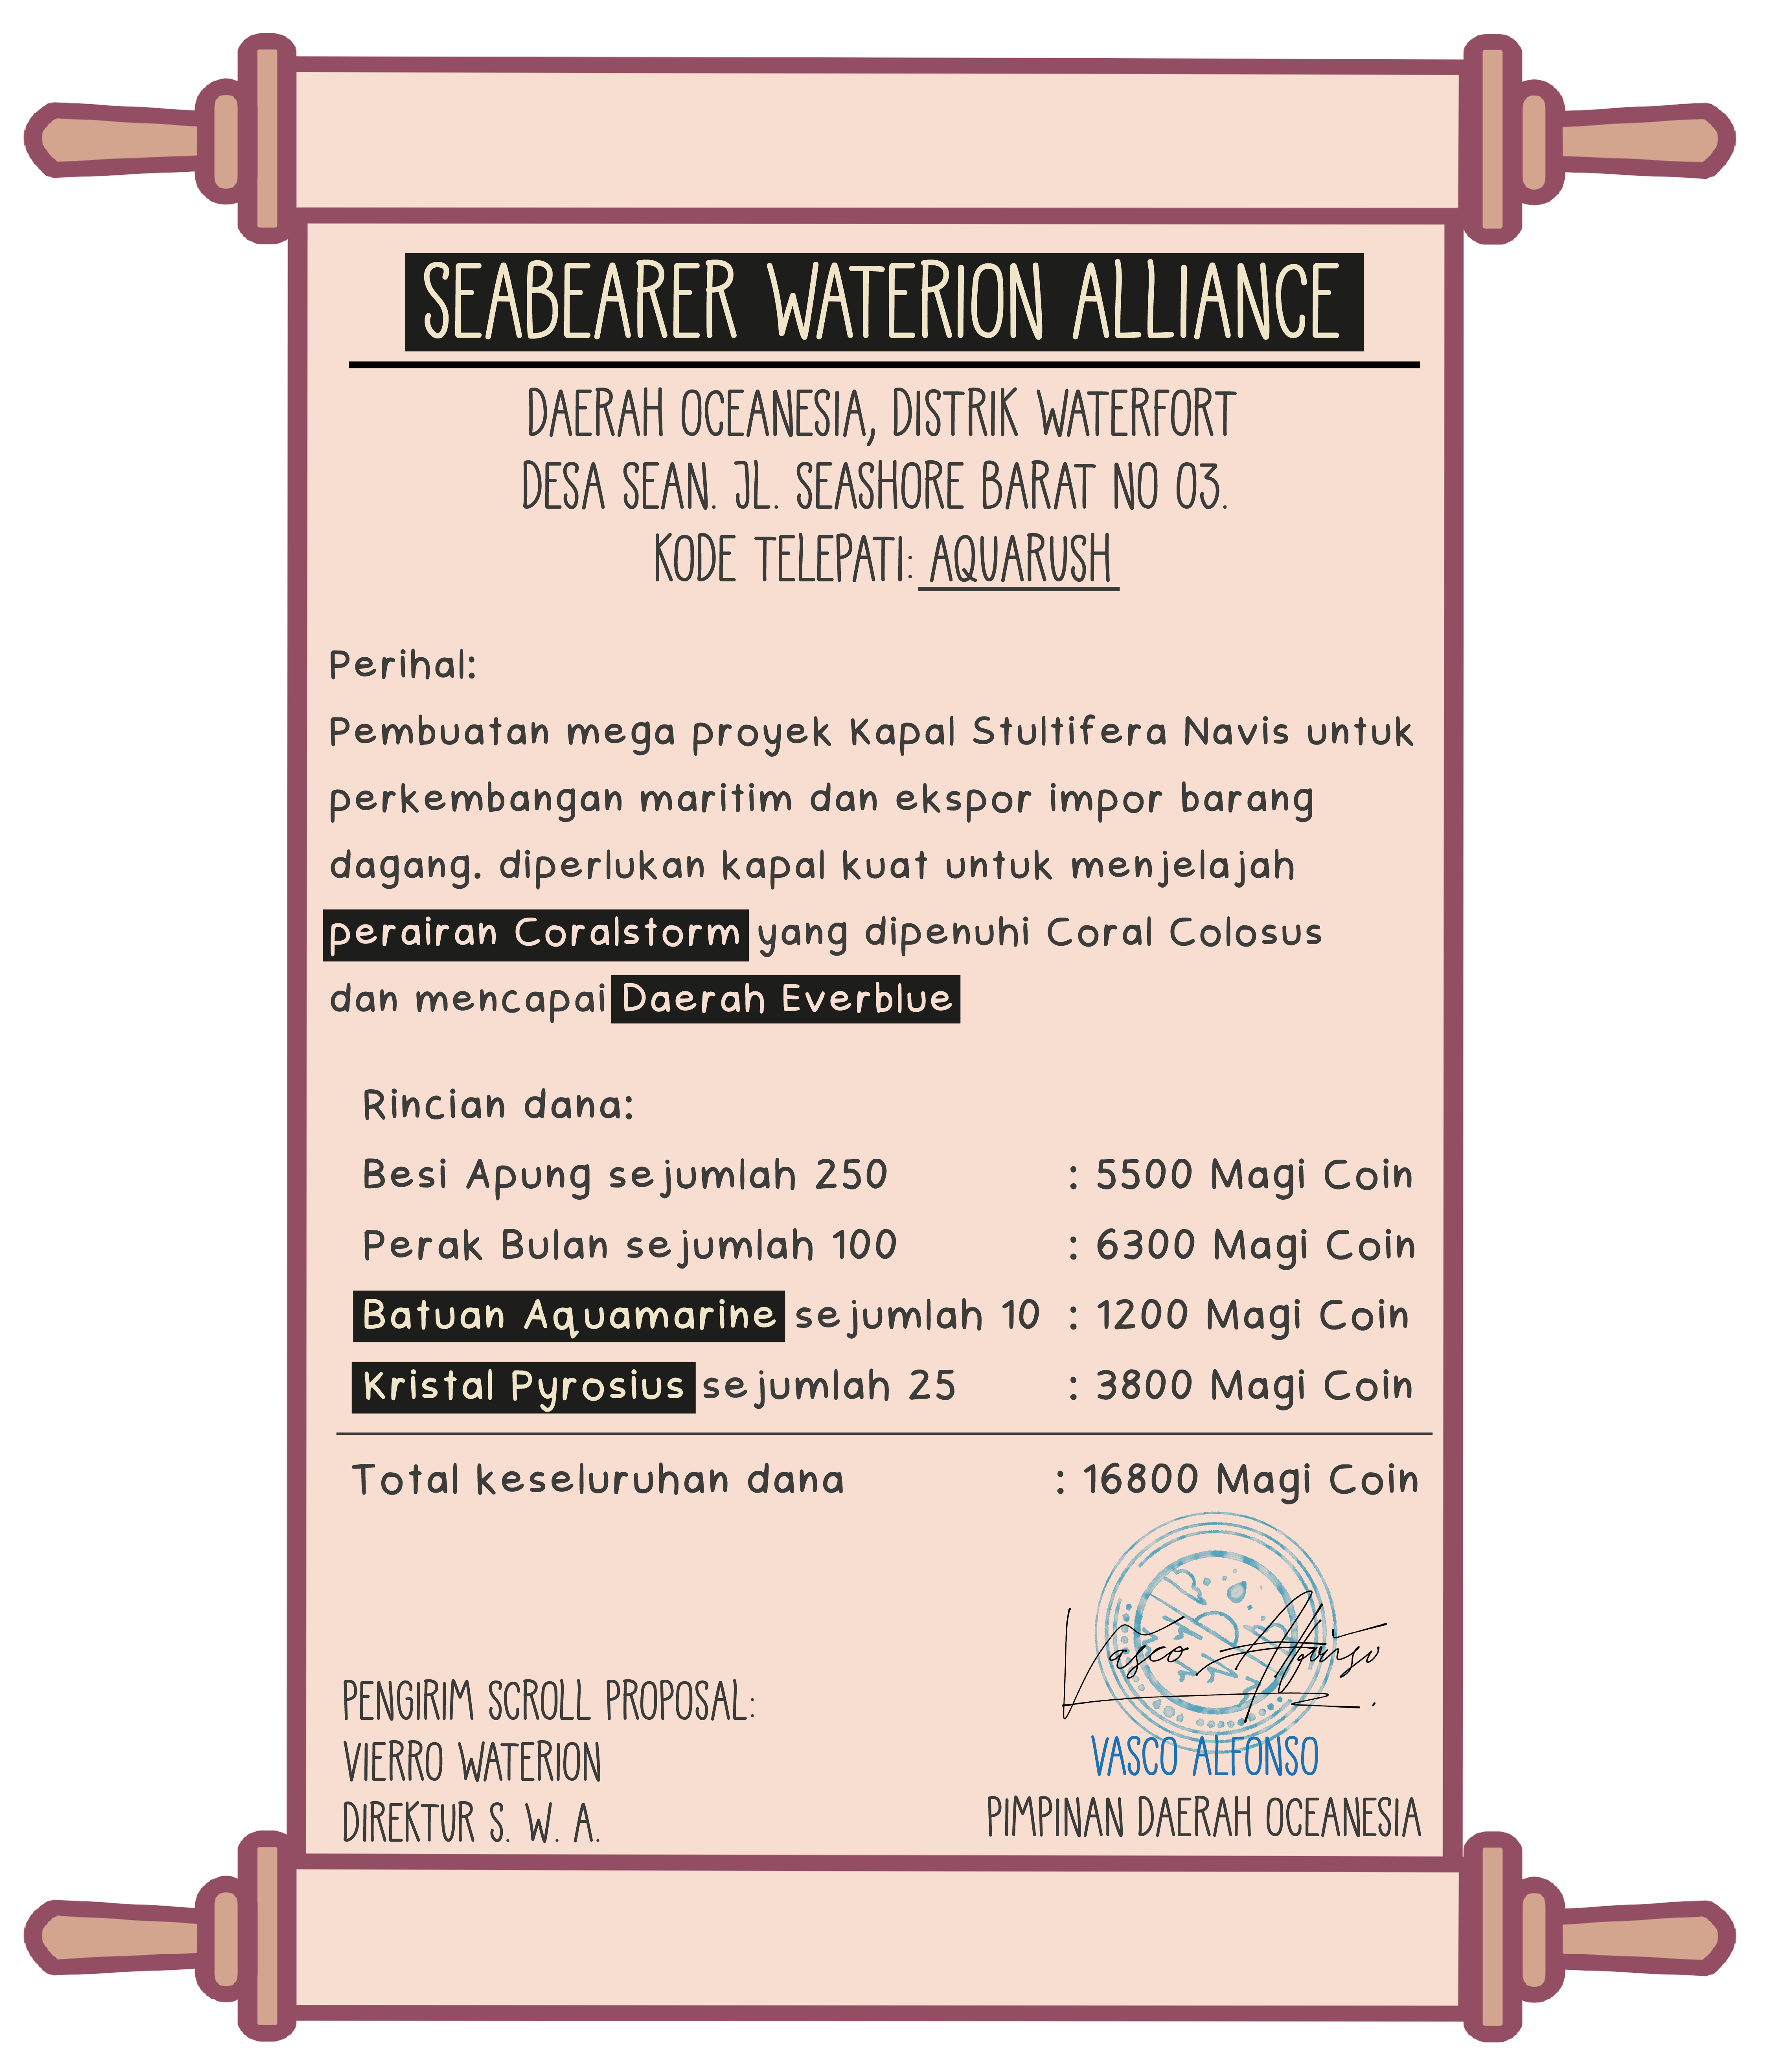 SEABEARER WATERION ALLIANCE
DAERAH OCEANESIA, DISTRIK WATERFORT
DESA SEAN. JL. SEASHORE BARAT NO 03.
KODE TELEPATI: AQUARUSH
Perihal:
Pembuatan mega proyek Kapal Stultifera Navis untuk
perkembangan maritim dan ekspor impor barang
dagang. diperlukan kapal kuat untuk menjelajah
perairan Coralstorm yang dipenuhi Coral Colosus
dan mencapai Daerah Everblue
Rincian dana:
Besi Apung sejumlah 250 : 5500 Magi Coin
Perak Bulan sejumlah 100 : 6300 Magi Coin
Batuan Aquamarine sejumlah 10 : 1200 Magi Coin
Kristal Pyrosius sejumlah 25 : 3800 Magi Coin
Total keseluruhan dana : 16800 Magi Coin
Vasco Alfonso
PENGIRIM SCROLL PROPOSAL:
VIERRO WATERION
DIREKTUR S. W. A.
VASCO ALFONSO
PIMPINAN DAERAH OCEANESIA